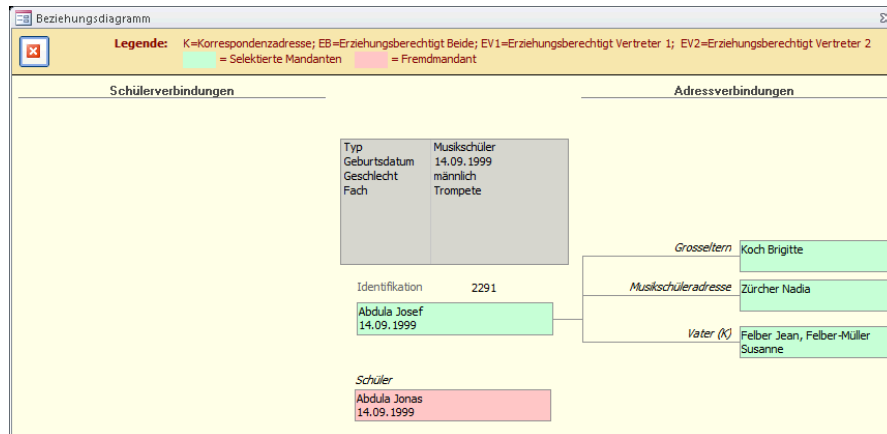 Beziehungsdiagramm
Legende: K=Korrespondenzadresse; EB=Erziehungsberechtigt Beide; EV1=Erziehungsberechtigt Vertreter 1; EV2=Erziehungsberechtigt Vertreter 2
= Selektierte Mandanten = Fremdmandant
Schülerverbindungen
Adressverbindungen
Typ Musikschüler
Geburtsdatum 14.09.1999
Geschlecht männlich
Fach Trompete
Grosseltern Koch Brigitte
Identifikation 2291
Musikschüleradresse Zürcher Nadia
Abdula Josef
14.09.1999
Vater (K) Felber Jean, Felber-Müller
Susanne
Schüler
Abdula Jonas
14.09.1999